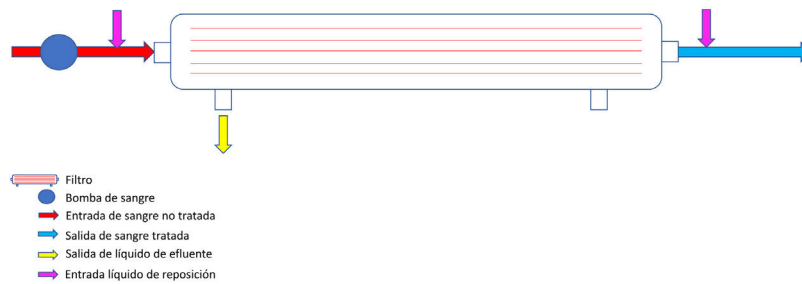 Filtro
Bomba de sangre
Entrada de sangre no tratada
Salida de sangre tratada
Salida de líquido de efluente
Entrada líquido de reposición